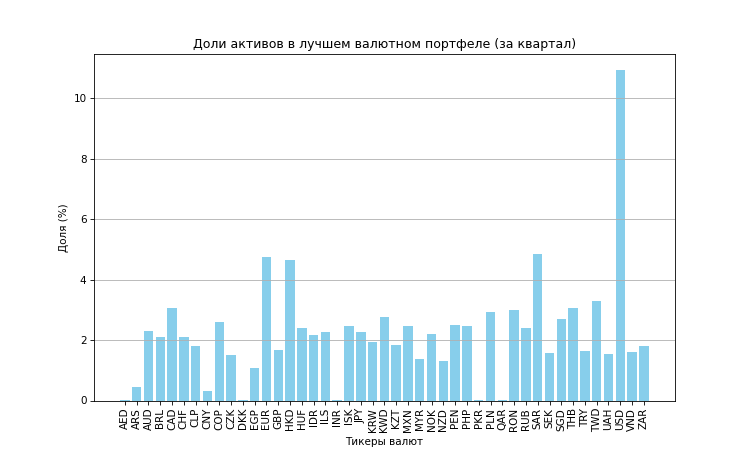 Доли активов в лучшем валютном портфеле (за квартал)
Доля (%)
10
8
6
4
2
0
AED ARS AUD BRL CAD CHF CLP CNY COP CZK DKK EGP EUR GBP HKD HUF IDR ILS INR ISK JPY KRW KWD KZT MXN MYR NOK NZD PEN PHP PKR PLN QAR RON RUB SAR SEK SGD THB TRY TWD UAH USD VND ZAR
Тикеры валют